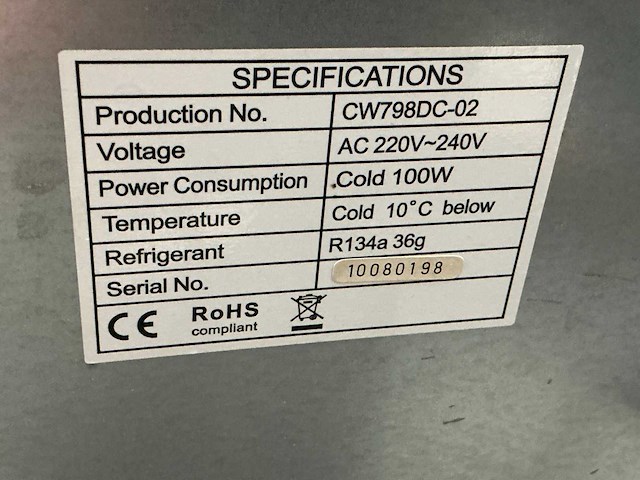 SPECIFICATIONS
Production No. CW798DC-02
Voltage AC 220V~240V
Power Consumption Cold 100W
Temperature Cold 10°C below
Refrigerant R134a 36g
Serial No. 10080198
CE RoHS
compliant